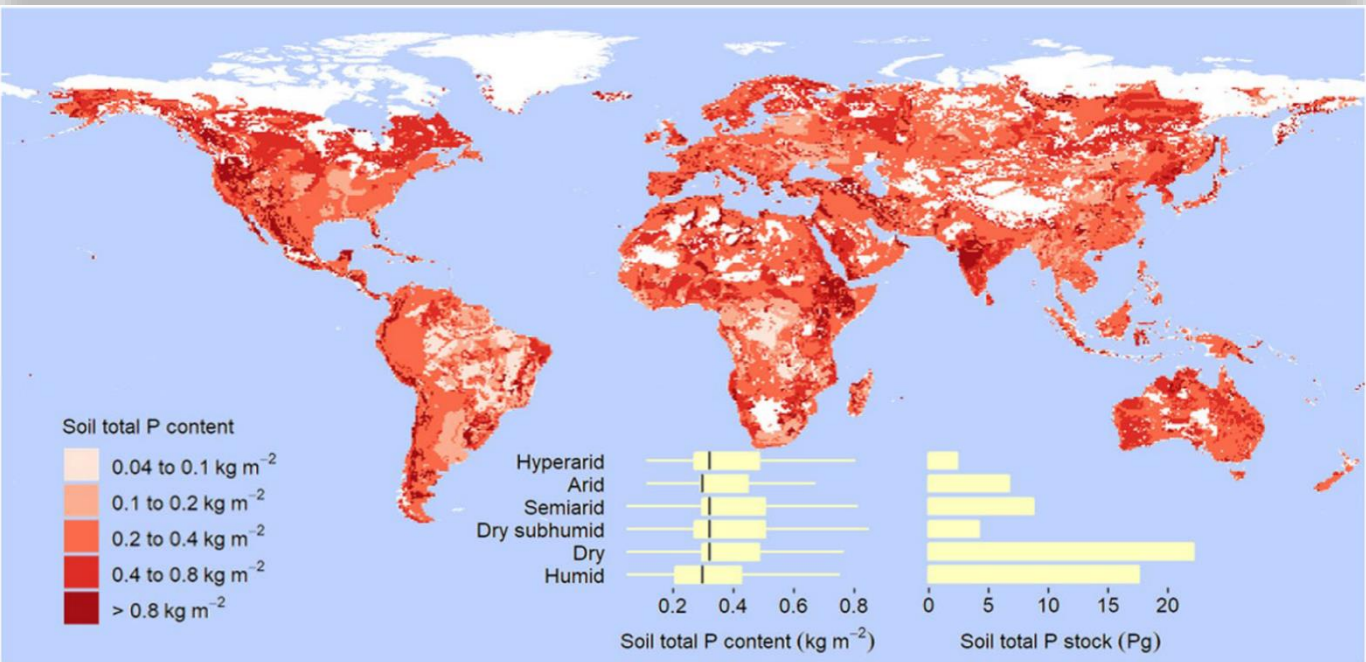 Soil total P content
0.04 to 0.1 kg m⁻²
0.1 to 0.2 kg m⁻²
0.2 to 0.4 kg m⁻²
0.4 to 0.8 kg m⁻²
> 0.8 kg m⁻²
Hyperarid
Arid
Semiarid
Dry subhumid
Dry
Humid
0.2 0.4 0.6 0.8
Soil total P content (kg m⁻²)
0 5 10 15 20
Soil total P stock (Pg)